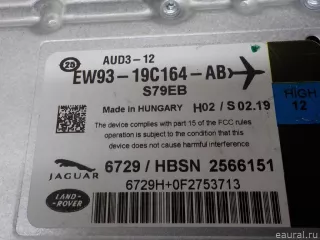 AUD3-12
25
EW93-19C164-AB
S79EB
Made in HUNGARY H02 / S 02.19
HIGH
12
The device complies with part 15 of the FCC rules
operation is subject to condition that this
device does not cause harmful interference
JAGUAR
6729 / HBSN 2566151
LAND-
ROVER
6729H+0F2753713
eaural.ru